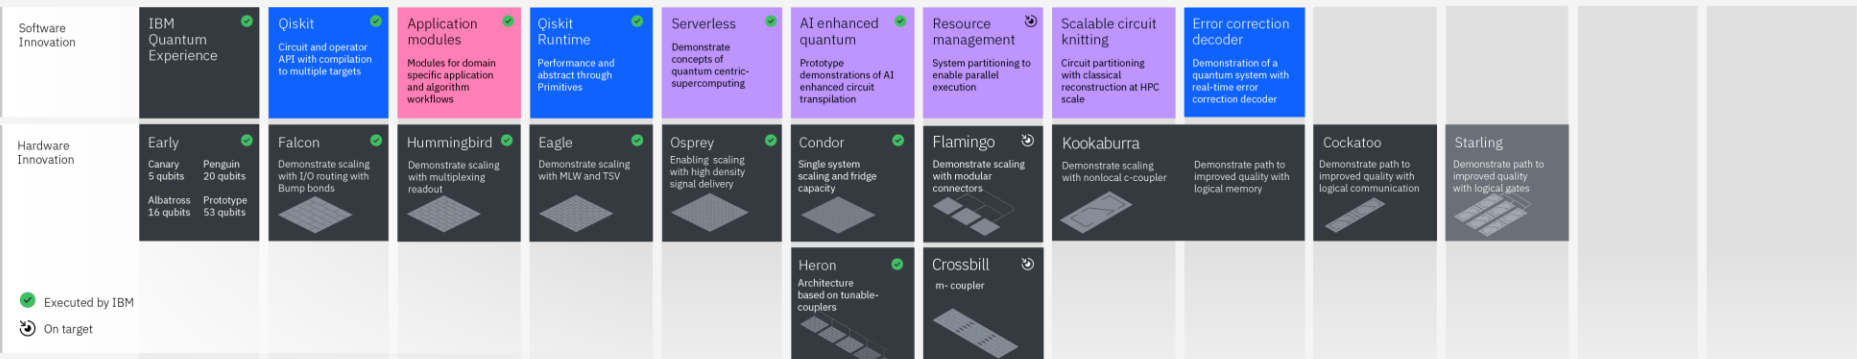 Software
Innovation
IBM
Quantum
Experience
Qiskit
Circuit and operator
API with compilation
to multiple targets
Application
modules
Modules for domain
specific application
and algorithm
workflows
Qiskit
Runtime
Performance and
abstract through
Primitives
Serverless
Demonstrate
concepts of
quantum centric-
supercomputing
AI enhanced
quantum
Prototype
demonstrations of AI
enhanced circuit
transpilation
Resource
management
System partitioning to
enable parallel
execution
Scalable circuit
knitting
Circuit partitioning
with classical
reconstruction at HPC
scale
Error correction
decoder
Demonstration of a
quantum system with
real-time error
correction decoder
Hardware
Innovation
Early
Canary
5 qubits
Penguin
20 qubits
Albatross
16 qubits
Prototype
53 qubits
Falcon
Demonstrate scaling
with I/O routing with
Bump bonds
Hummingbird
Demonstrate scaling
with multiplexing
readout
Eagle
Demonstrate scaling
with MLW and TSV
Osprey
Enabling scaling
with high density
signal delivery
Condor
Single system
scaling and fridge
capacity
Flamingo
Demonstrate scaling
with modular
connectors
Kookaburra
Demonstrate scaling
with nonlocal c-coupler
Demonstrate path to
improved quality with
logical memory
Cockatoo
Demonstrate path to
improved quality with
logical communication
Starling
Demonstrate path to
improved quality
with logical gates
Heron
Architecture
based on tunable-
couplers
Crossbill
m- coupler
Executed by IBM
On target